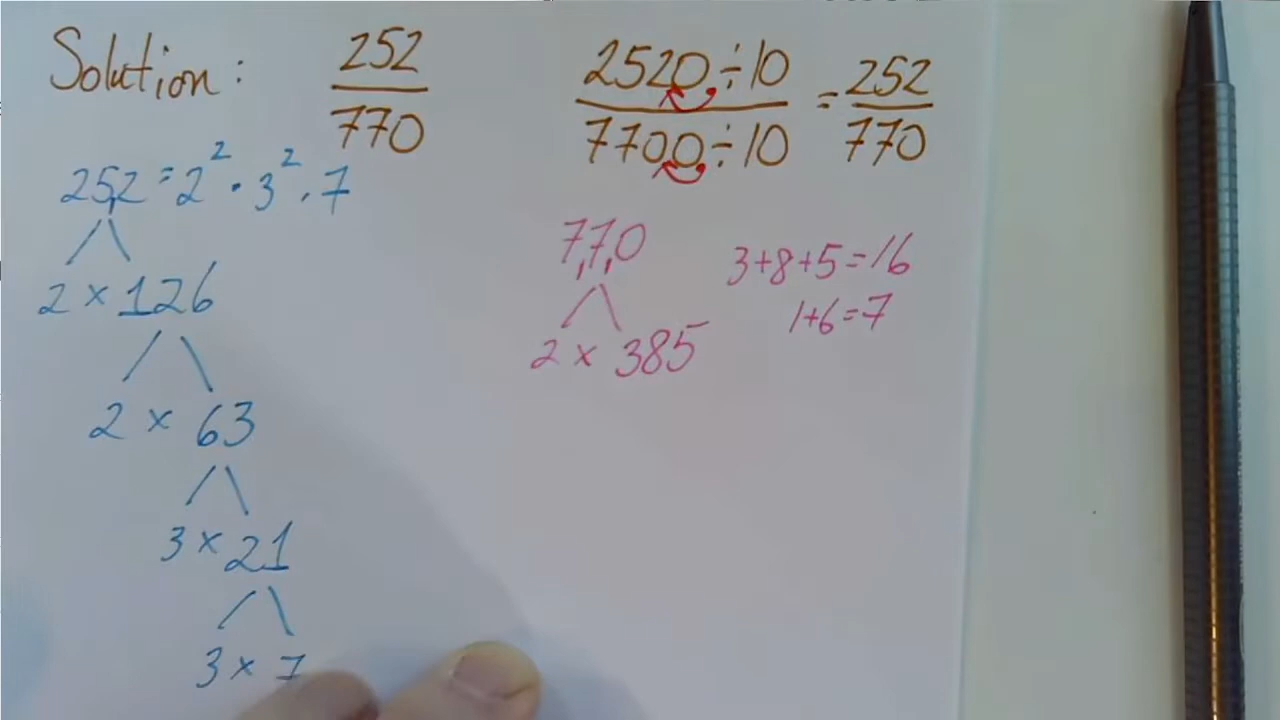 Solution: 252/770
2520÷10/7700÷10 = 252/770
252 = 2² · 3² · 7
2 × 126
2 × 63
3 × 21
3 × 7
770
2 × 385
3+8+5=16
1+6=7